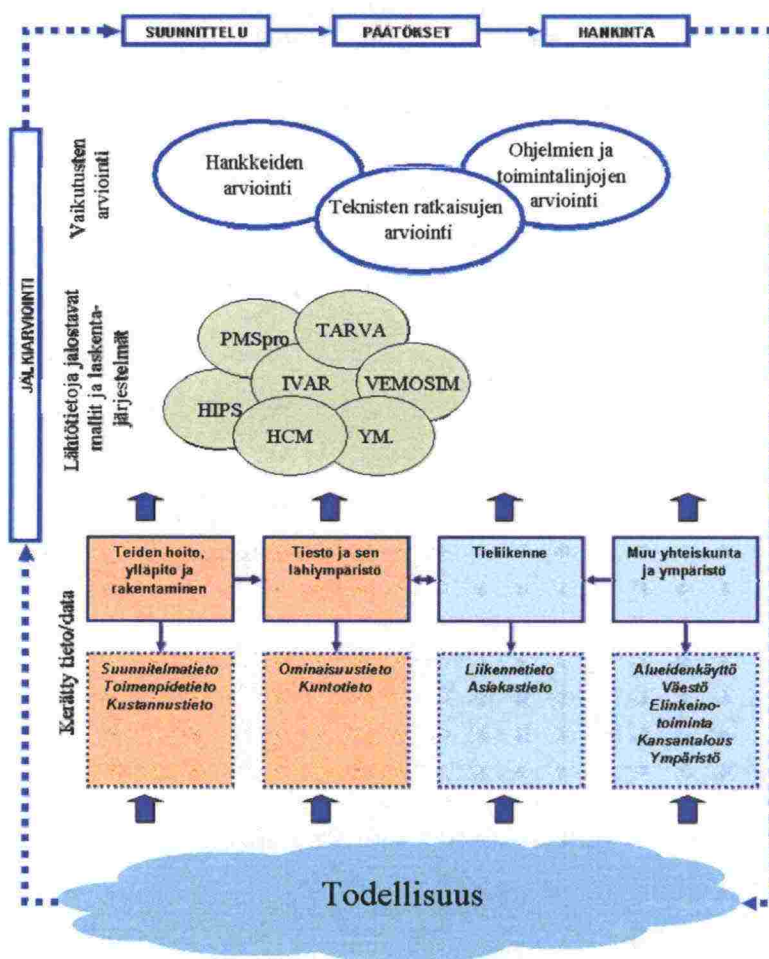 SUUNNITTELU
PÄÄTÖKSET
HANKINTA
JÄLKIARVIOINTI
Vaikutusten
arviointi
Hankkeiden
arviointi
Teknisten ratkaisujen
arviointi
Ohjelmien ja
toimintalinjojen
arviointi
Lähtötietoja jalostavat
mallit ja laskenta-
järjestelmät
PMSpro
TARVA
IVAR
VEMOSIM
HIPS
HCM
YM.
Kerätty tieto/data
Teiden hoito,
ylläpito ja
rakentaminen
Tiestö ja sen
lähiympäristö
Tieliikenne
Muu yhteiskunta
ja ympäristö
Suunnitelmatieto
Toimenpidetieto
Kustannustieto
Ominaisuustieto
Kuntotieto
Liikennetieto
Asiakastieto
Alueidenkäyttö
Väestö
Elinkeino-
toiminta
Kansantalous
Ympäristö
Todellisuus